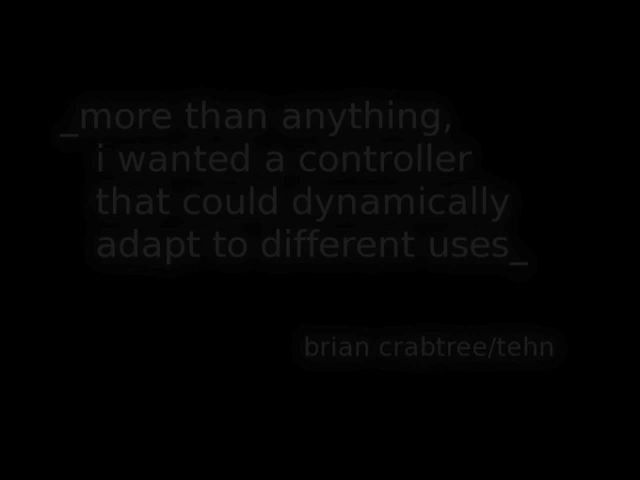 _more than anything,
i wanted a controller
that could dynamically
adapt to different uses_
brian crabtree/tehn